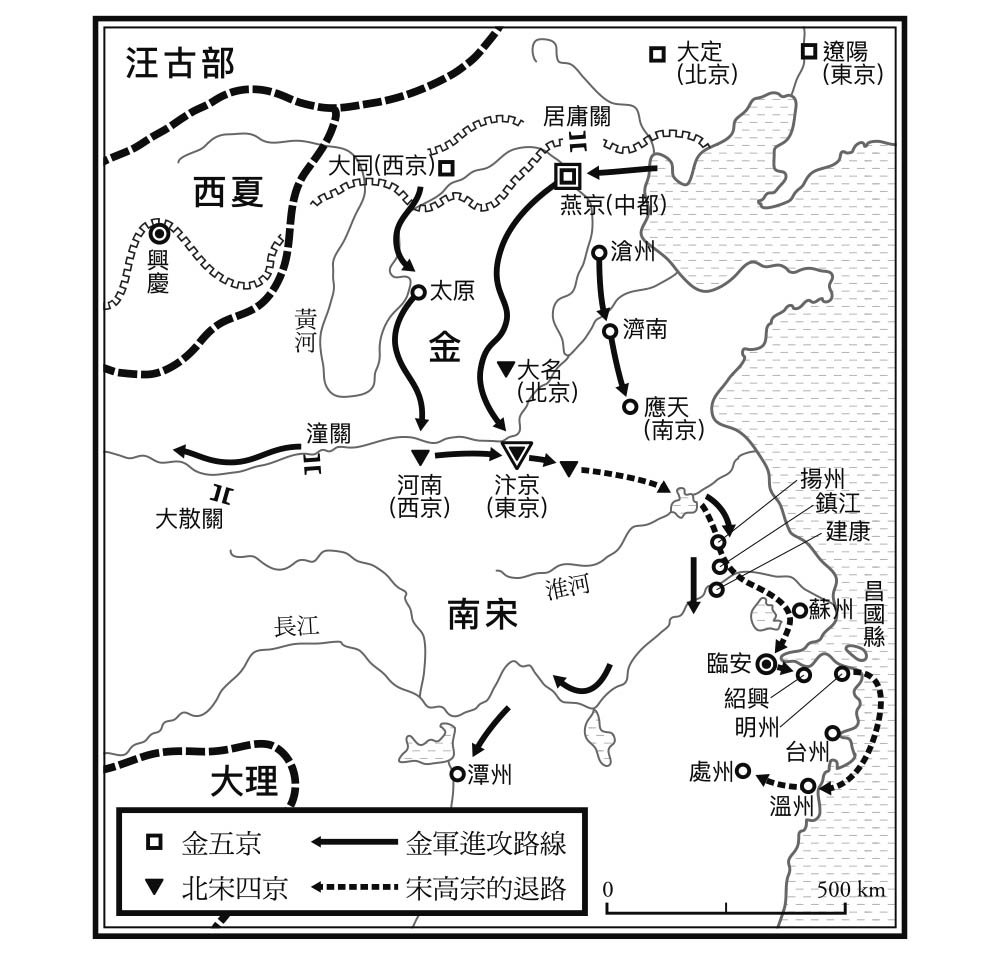 汪古部
大定
(北京)
遼陽
(東京)
居庸關
大同(西京)
西夏
燕京(中都)
興慶
滄州
太原
黃河
濟南
金
大名
(北京)
應天
(南京)
潼關
河南
(西京)
汴京
(東京)
大散關
揚州
鎮江
建康
淮河
南宋
長江
蘇州
昌國縣
臨安
紹興
明州
台州
處州
潭州
大理
溫州
金五京
金軍進攻路線
北宋四京
宋高宗的退路
0
500 km